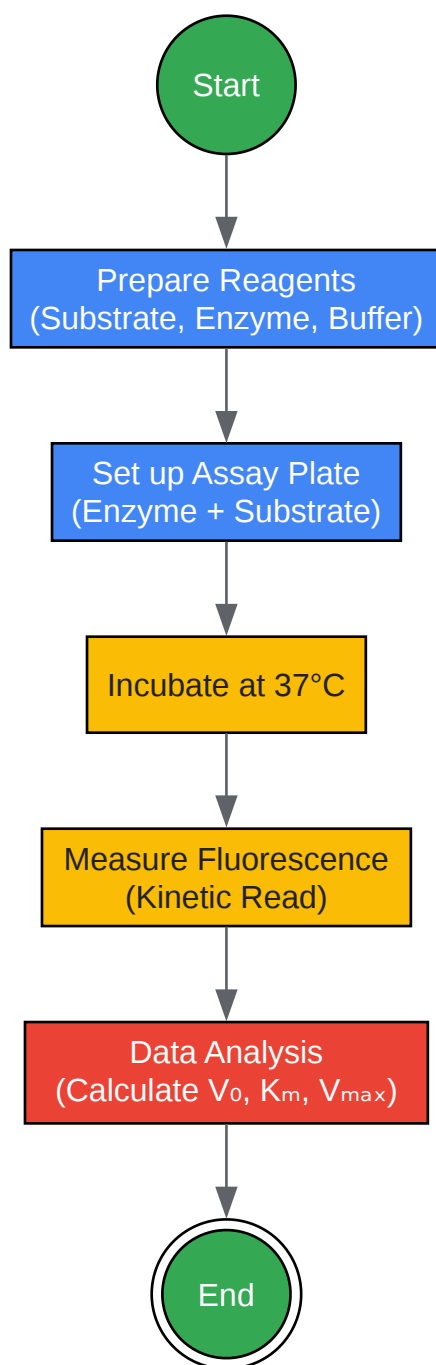 Start
Prepare Reagents
(Substrate, Enzyme, Buffer)
Set up Assay Plate
(Enzyme + Substrate)
Incubate at 37°C
Measure Fluorescence
(Kinetic Read)
Data Analysis
(Calculate V₀, Kₘ, Vₘₐₓ)
End